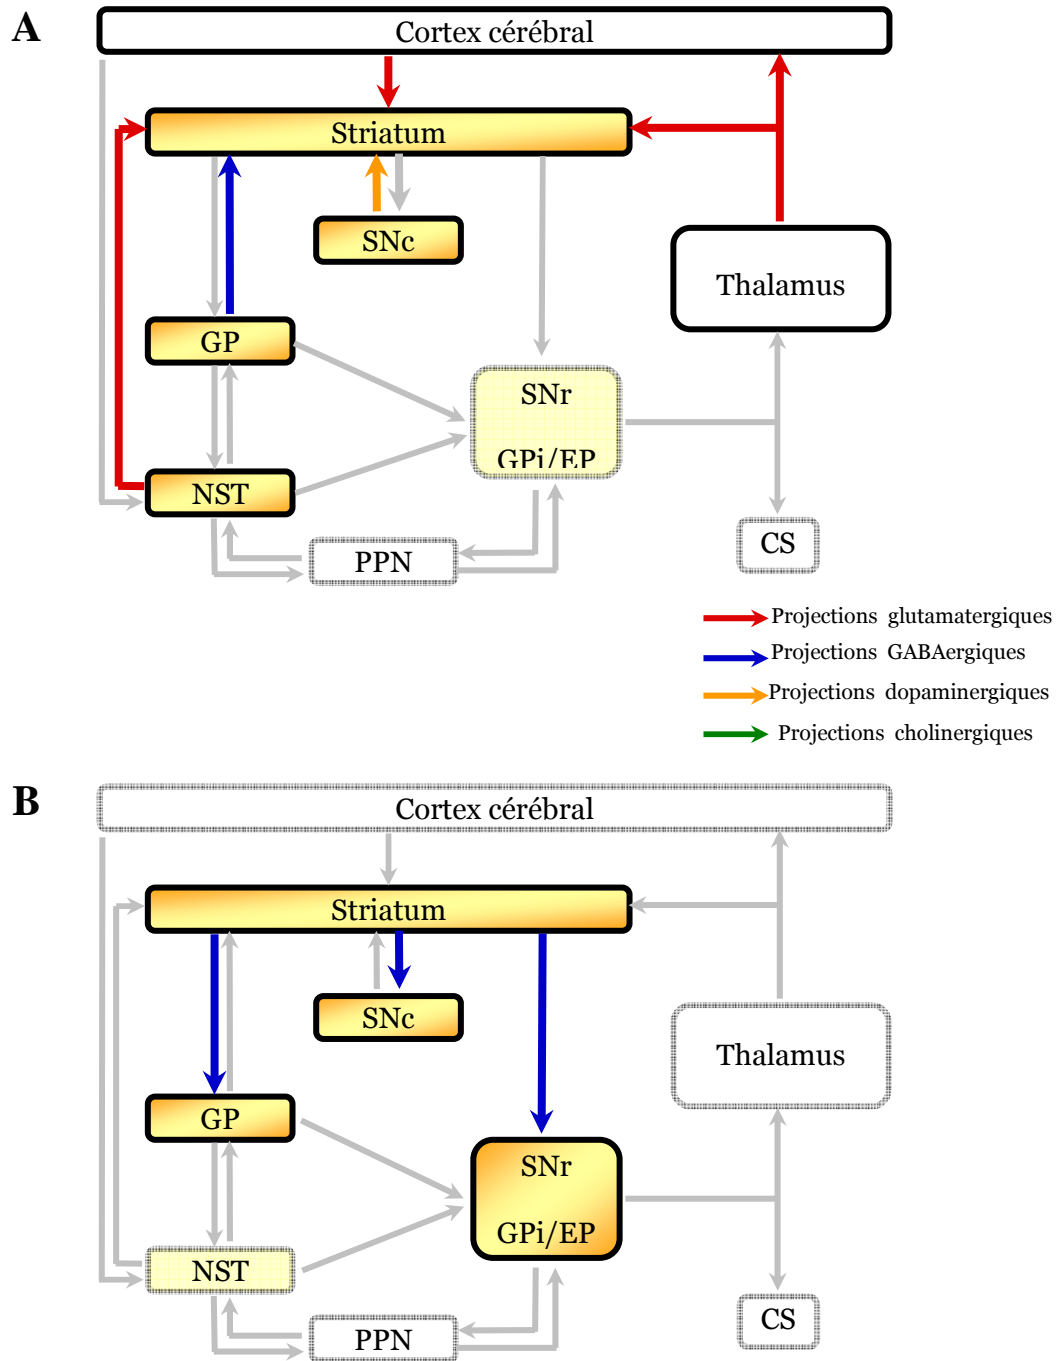 A
Cortex cérébral
Striatum
SNc
Thalamus
GP
SNr
GPi/EP
NST
PPN
CS
Projections glutamatergiques
Projections GABAergiques
Projections dopaminergiques
Projections cholinergiques
B
Cortex cérébral
Striatum
SNc
Thalamus
GP
SNr
GPi/EP
NST
PPN
CS